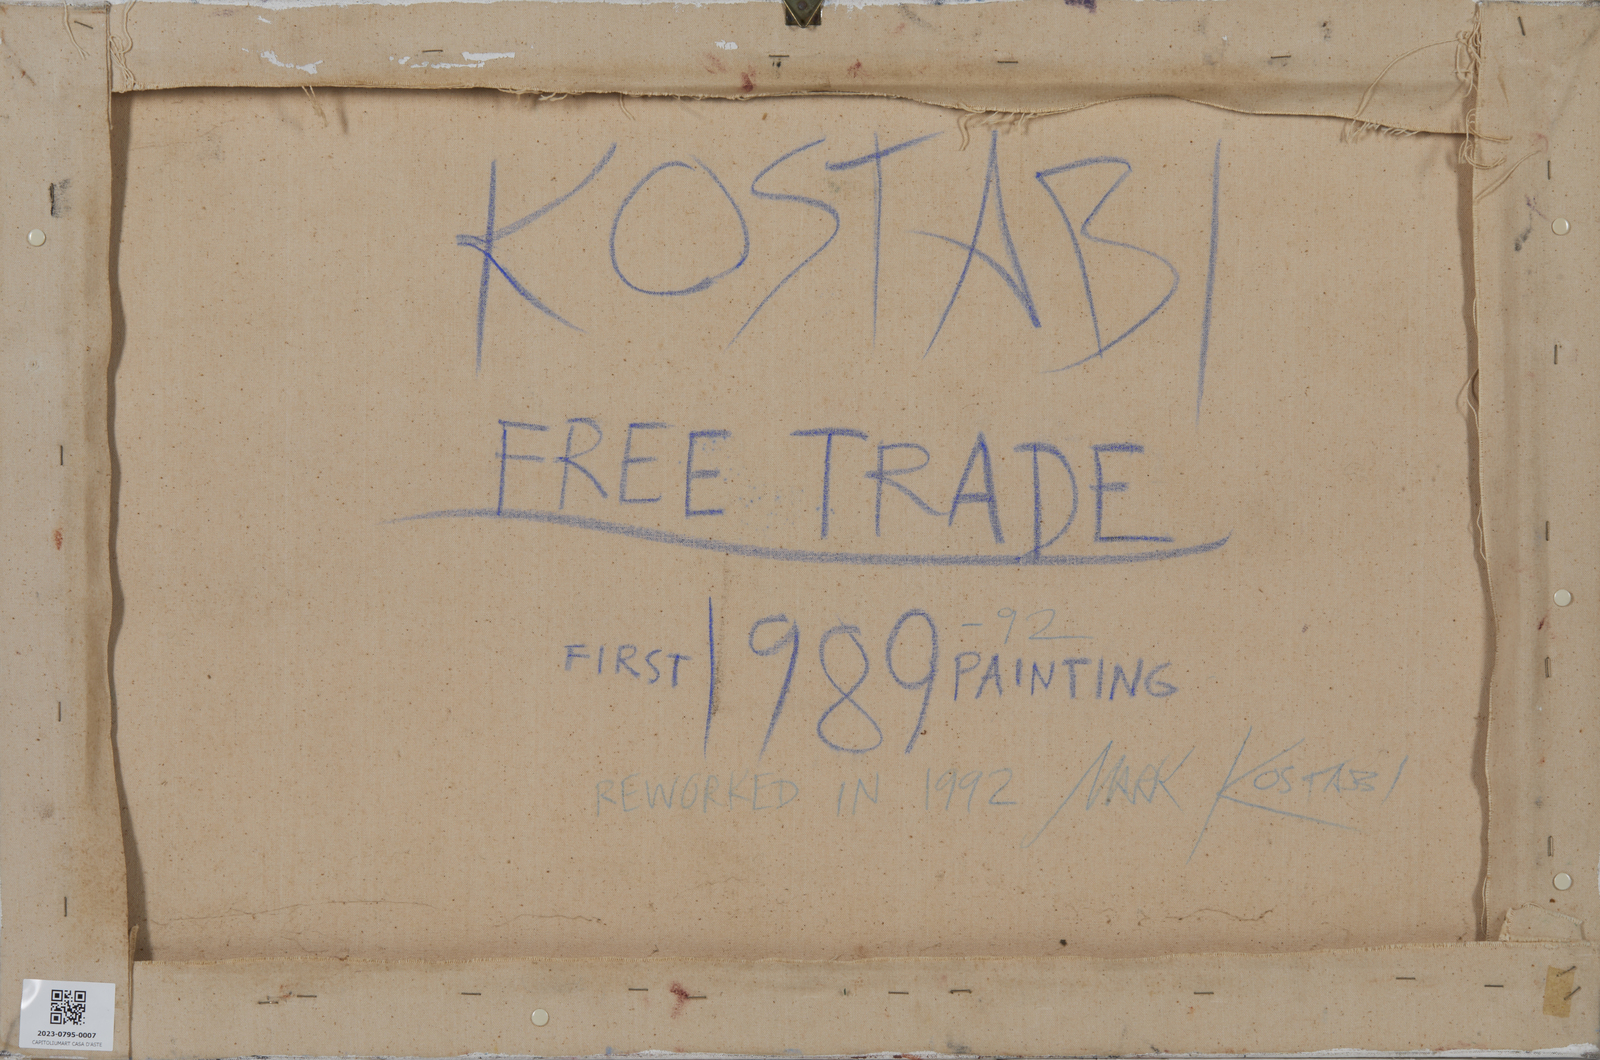 KOSTABI
FREE TRADE
-92
FIRST 1989 PAINTING
REWORKED IN 1992 MARK KOSTABI
2023-0795-0007
CAPITOLIUMART CASA D'ASTE